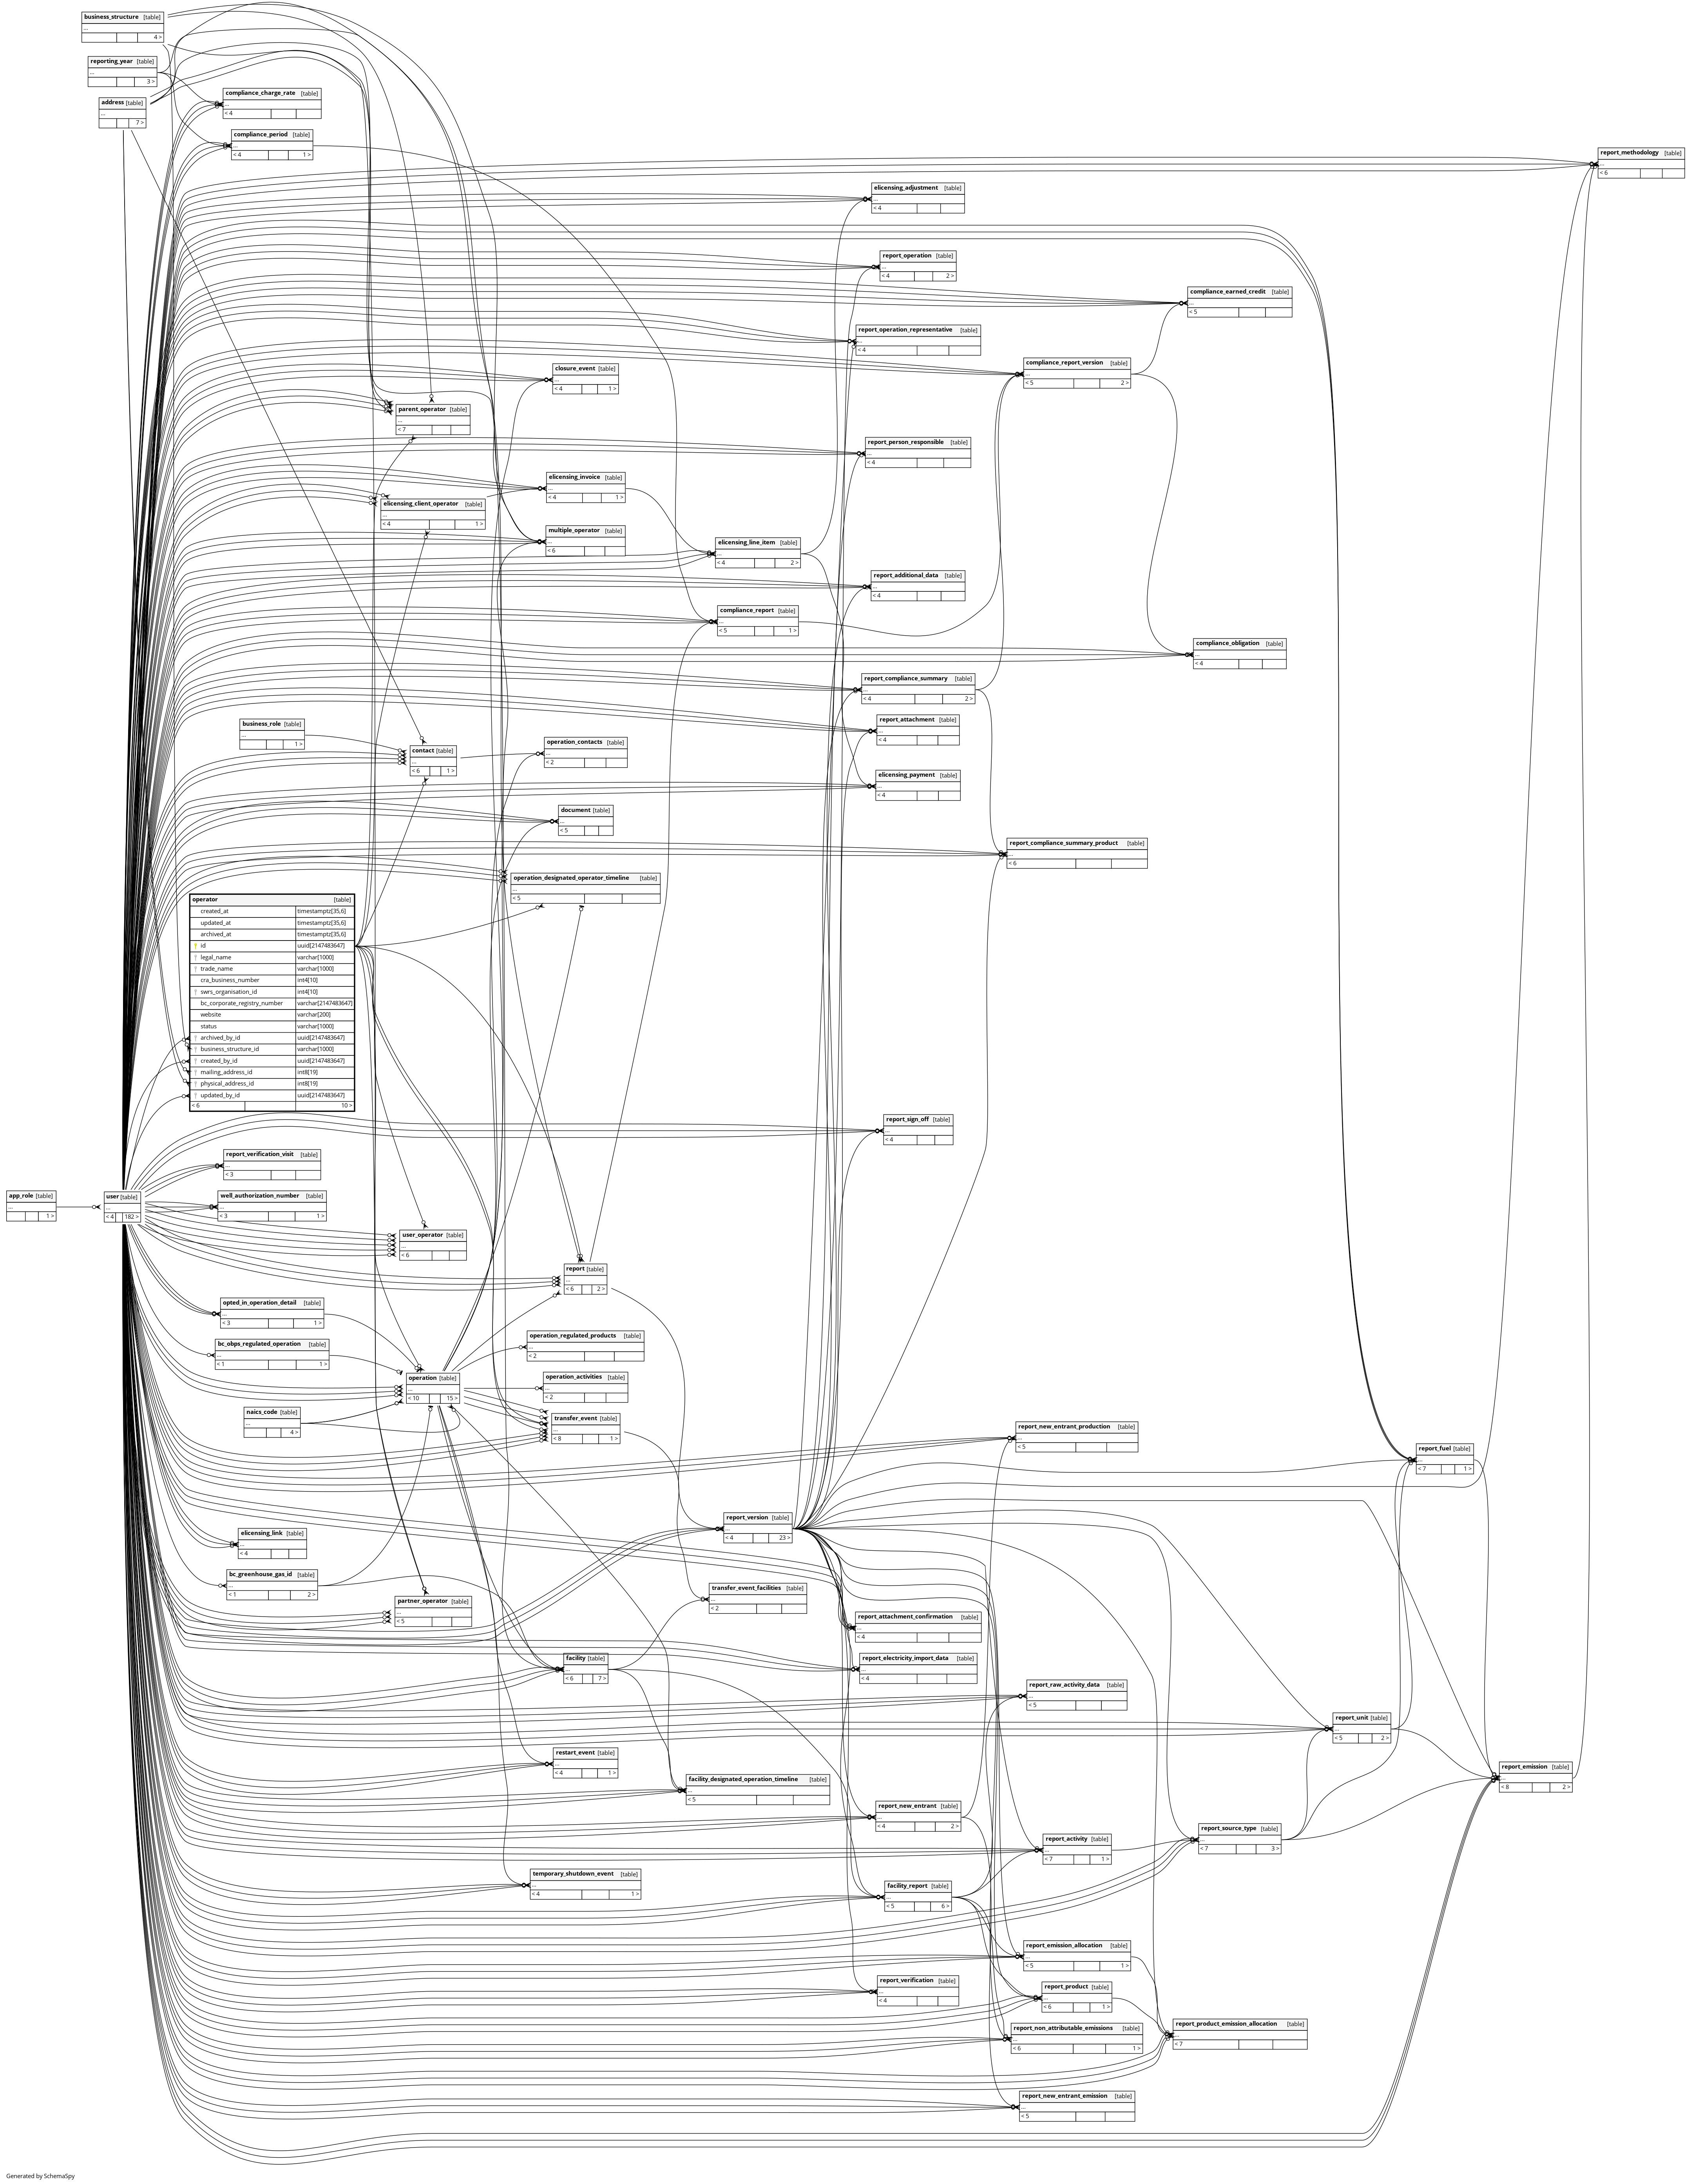 business_structure [table]
...
4 >
reporting_year [table]
...
3 >
address [table]
...
7 >
compliance_charge_rate [table]
...
< 4
compliance_period [table]
...
< 4 1 >
report_methodology [table]
...
< 6
elicensing_adjustment [table]
...
< 4
report_operation [table]
...
< 4 2 >
compliance_earned_credit [table]
...
< 5
report_operation_representative [table]
...
< 4
compliance_report_version [table]
...
< 5 2 >
closure_event [table]
...
< 4 1 >
parent_operator [table]
...
< 7
report_person_responsible [table]
...
< 4
elicensing_invoice [table]
...
< 4 1 >
elicensing_client_operator [table]
...
< 4 1 >
multiple_operator [table]
...
< 6
elicensing_line_item [table]
...
< 4 2 >
report_additional_data [table]
...
< 4
compliance_report [table]
...
< 5 1 >
compliance_obligation [table]
...
< 4
report_compliance_summary [table]
...
< 4 2 >
report_attachment [table]
...
< 4
business_role [table]
...
1 >
contact [table]
...
< 6 1 >
operation_contacts [table]
...
< 2
elicensing_payment [table]
...
< 4
document [table]
...
< 5
report_compliance_summary_product [table]
...
< 6
operation_designated_operator_timeline [table]
...
< 5
operator [table]
created_at timestamptz[35,6]
updated_at timestamptz[35,6]
archived_at timestamptz[35,6]
id uuid[2147483647]
legal_name varchar[1000]
trade_name varchar[1000]
cra_business_number int4[10]
swrs_organisation_id int4[10]
bc_corporate_registry_number varchar[2147483647]
website varchar[200]
status varchar[1000]
archived_by_id uuid[2147483647]
business_structure_id varchar[1000]
created_by_id uuid[2147483647]
mailing_address_id int8[19]
physical_address_id int8[19]
updated_by_id uuid[2147483647]
< 6 10 >
report_sign_off [table]
...
< 4
report_verification_visit [table]
...
< 3
app_role [table]
...
1 >
user [table]
...
< 4 182 >
well_authorization_number [table]
...
< 3 1 >
user_operator [table]
...
< 6
report [table]
...
< 6 2 >
opted_in_operation_detail [table]
...
< 3 1 >
bc_obps_regulated_operation [table]
...
< 1 1 >
operation_regulated_products [table]
...
< 2
operation [table]
...
< 10 15 >
operation_activities [table]
...
< 2
naics_code [table]
...
4 >
transfer_event [table]
...
< 8 1 >
report_new_entrant_production [table]
...
< 5
report_fuel [table]
...
< 7 1 >
report_version [table]
...
< 4 23 >
elicensing_link [table]
...
< 4
bc_greenhouse_gas_id [table]
...
< 1 2 >
partner_operator [table]
...
< 5
transfer_event_facilities [table]
...
< 2
report_attachment_confirmation [table]
...
< 4
facility [table]
...
< 6 7 >
report_electricity_import_data [table]
...
< 4
report_raw_activity_data [table]
...
< 5
report_unit [table]
...
< 5 2 >
restart_event [table]
...
< 4 1 >
report_emission [table]
...
< 8 2 >
facility_designated_operation_timeline [table]
...
< 5
report_new_entrant [table]
...
< 4 2 >
report_source_type [table]
...
< 7 3 >
report_activity [table]
...
< 7 1 >
temporary_shutdown_event [table]
...
< 4 1 >
facility_report [table]
...
< 5 6 >
report_emission_allocation [table]
...
< 5 1 >
report_verification [table]
...
< 4
report_product [table]
...
< 6 1 >
report_non_attributable_emissions [table]
...
< 6 1 >
report_product_emission_allocation [table]
...
< 7
report_new_entrant_emission [table]
...
< 5
Generated by SchemaSpy